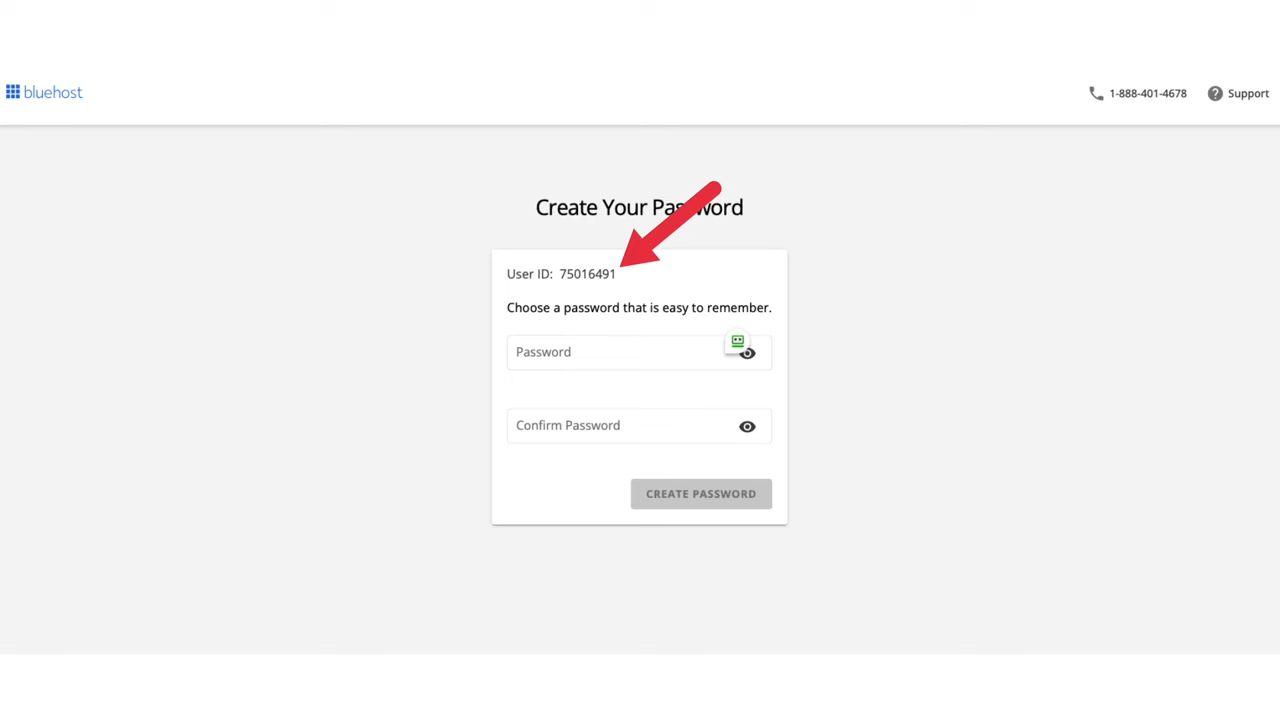 bluehost
1-888-401-4678
Support
Create Your Password
User ID: 75016491
Choose a password that is easy to remember.
Password
Confirm Password
CREATE PASSWORD